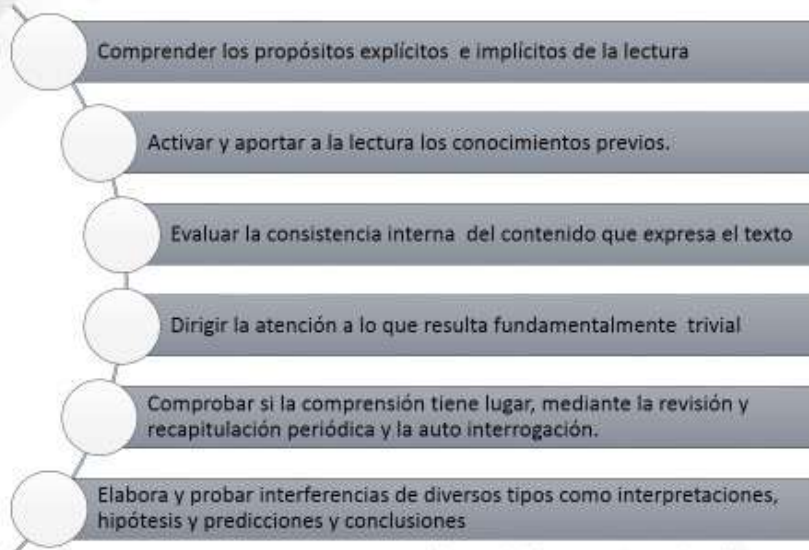 Comprender los propósitos explícitos e implícitos de la lectura
Activar y aportar a la lectura los conocimientos previos.
Evaluar la consistencia interna del contenido que expresa el texto
Dirigir la atención a lo que resulta fundamentalmente trivial
Comprobar si la comprensión tiene lugar, mediante la revisión y
recapitulación periódica y la auto interrogación.
Elabora y probar interferencias de diversos tipos como interpretaciones,
hipótesis y predicciones y conclusiones